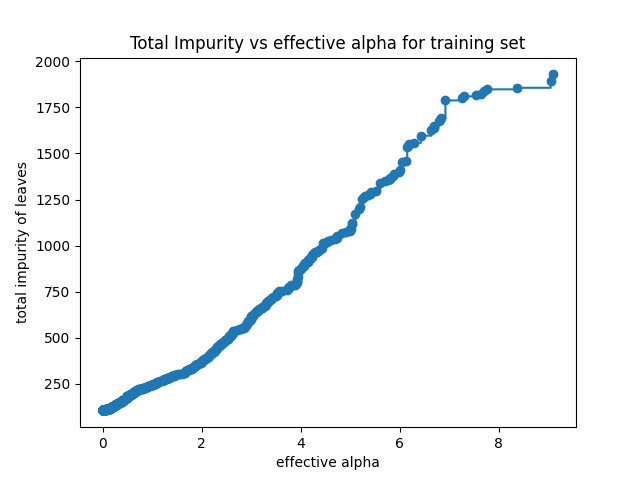 Total Impurity vs effective alpha for training set
2000
1750
1500
1250
1000
750
500
250
total impurity of leaves
0 2 4 6 8
effective alpha